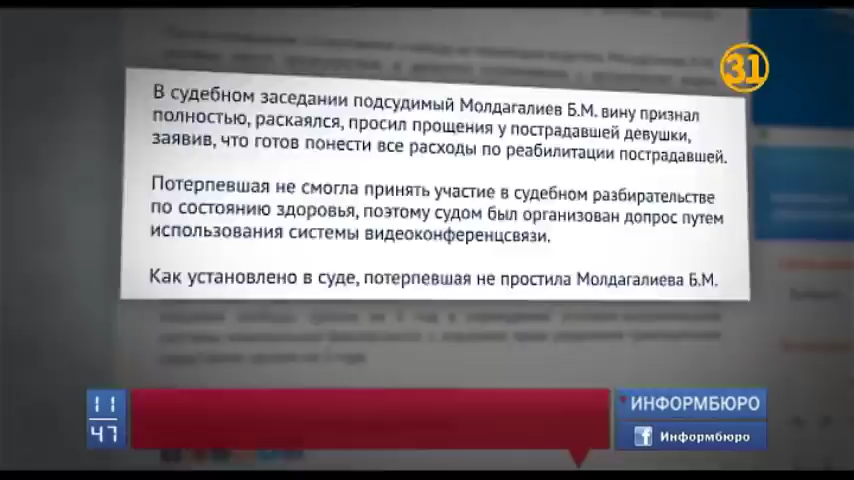 31
В судебном заседании подсудимый Молдагалиев Б.М. вину признал
полностью, раскаялся, просил прощения у пострадавшей девушки,
заявив, что готов понести все расходы по реабилитации пострадавшей.
Потерпевшая не смогла принять участие в судебном разбирательстве
по состоянию здоровья, поэтому судом был организован допрос путем
использования системы видеоконференцсвязи.
Как установлено в суде, потерпевшая не простила Молдагалиева Б.М.
11
47
ИНФОРМБЮРО
f Информбюро